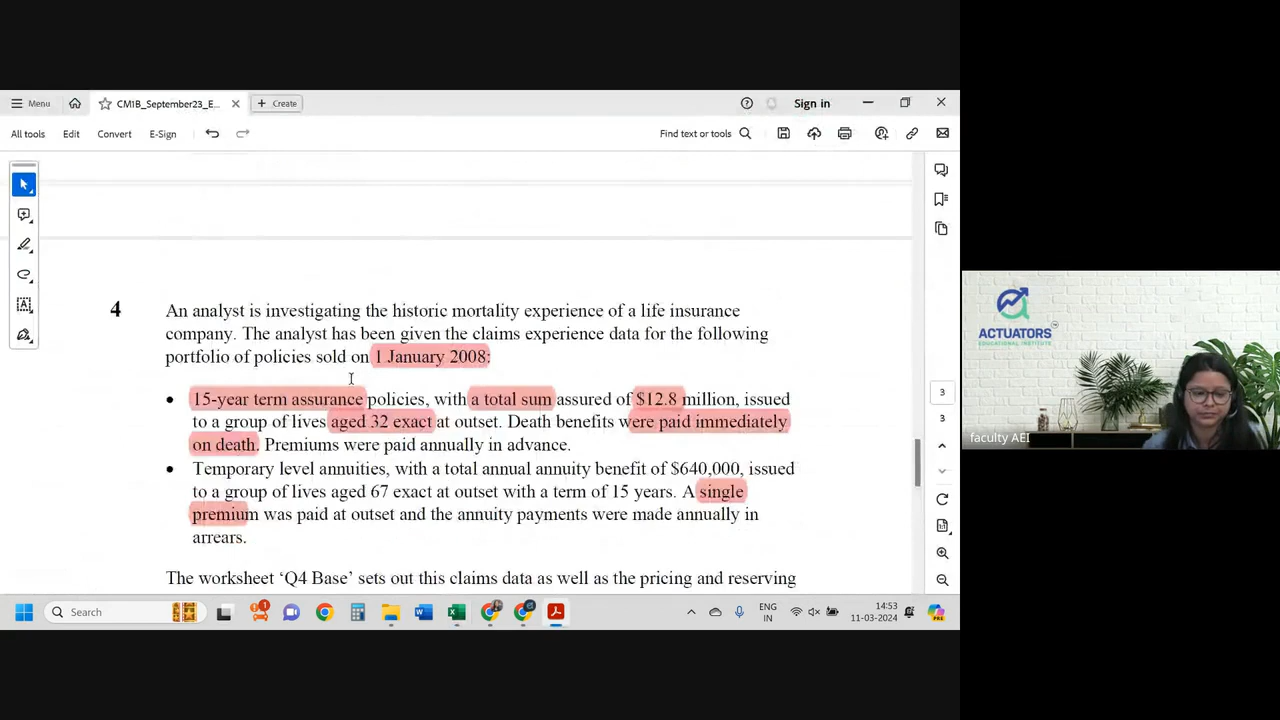 Menu
CM1B_September23_E...
Create
Sign in
All tools
Edit
Convert
E-Sign
Find text or tools
4 An analyst is investigating the historic mortality experience of a life insurance
company. The analyst has been given the claims experience data for the following
portfolio of policies sold on 1 January 2008:
• 15-year term assurance policies, with a total sum assured of $12.8 million, issued
to a group of lives aged 32 exact at outset. Death benefits were paid immediately
on death. Premiums were paid annually in advance.
• Temporary level annuities, with a total annual annuity benefit of $640,000, issued
to a group of lives aged 67 exact at outset with a term of 15 years. A single
premium was paid at outset and the annuity payments were made annually in
arrears.
The worksheet ‘Q4 Base’ sets out this claims data as well as the pricing and reserving
3
3
Search
ENG
IN
14:53
11-03-2024
ACTUATORS
EDUCATIONAL INSTITUTE
faculty AEI